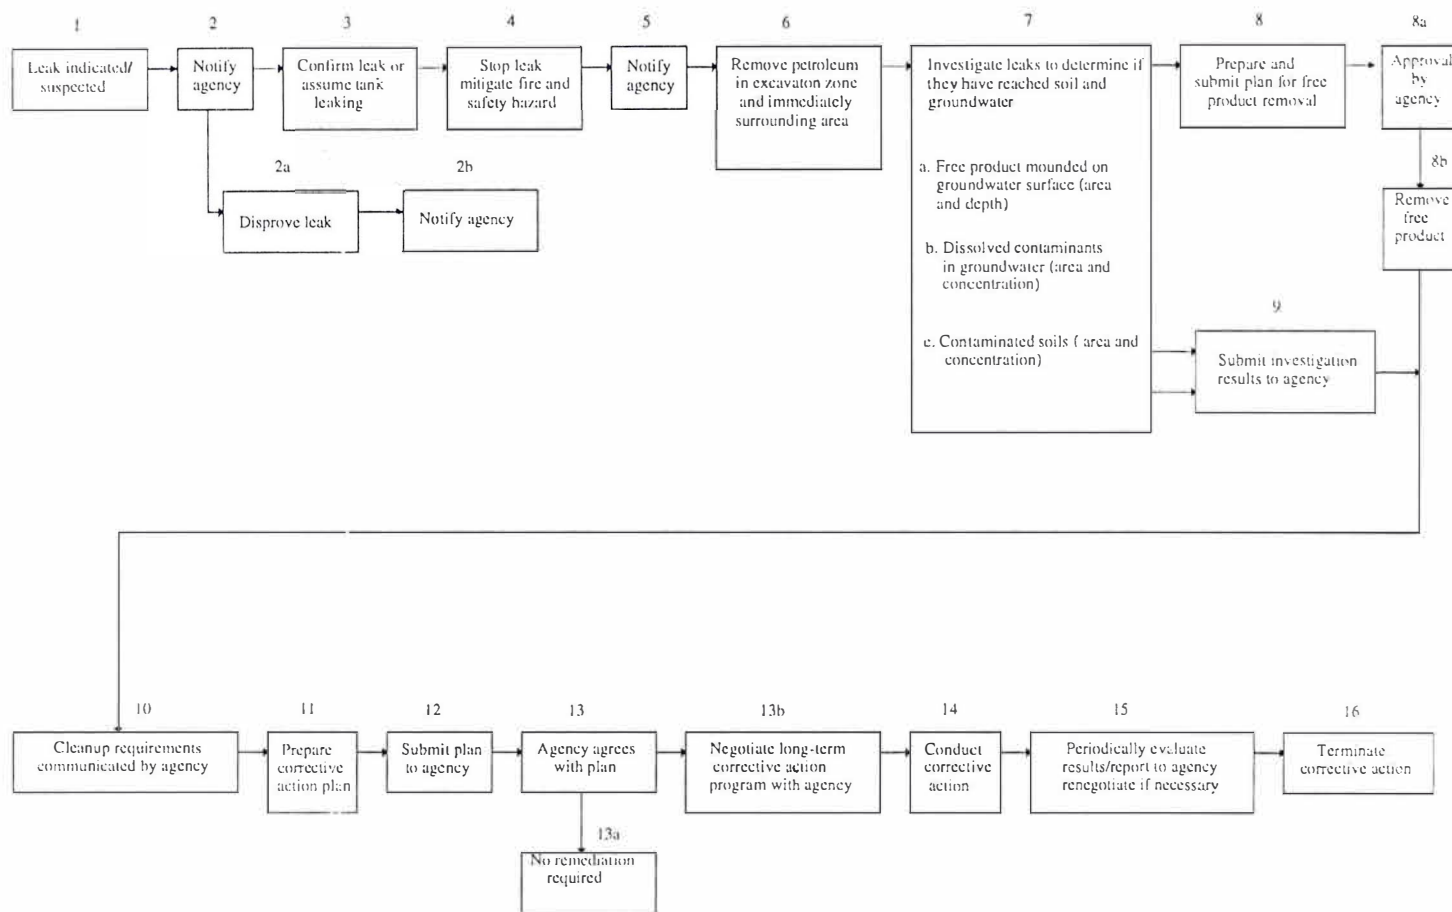 1
Leak indicated/
suspected
2
Notify
agency
3
Confirm leak or
assume tank
leaking
4
Stop leak
mitigate fire and
safety hazard
5
Notify
agency
6
Remove petroleum
in excavaton zone
and immediately
surrounding area
7
Investigate leaks to determine if
they have reached soil and
groundwater
a. Free product mounded on
groundwater surface (area
and depth)
b. Dissolved contaminants
in groundwater (area and
concentration)
c. Contaminated soils ( area and
concentration)
8
Prepare and
submit plan for free
product removal
8a
Approval
by
agency
8b
Remove
free
product
2a
Disprove leak
2b
Notify agency
9
Submit investigation
results to agency
10
Cleanup requirements
communicated by agency
11
Prepare
corrective
action plan
12
Submit plan
to agency
13
Agency agrees
with plan
13a
No remediation
required
13b
Negotiate long-term
corrective action
program with agency
14
Conduct
corrective
action
15
Periodically evaluate
results/report to agency
renegotiate if necessary
16
Terminate
corrective action